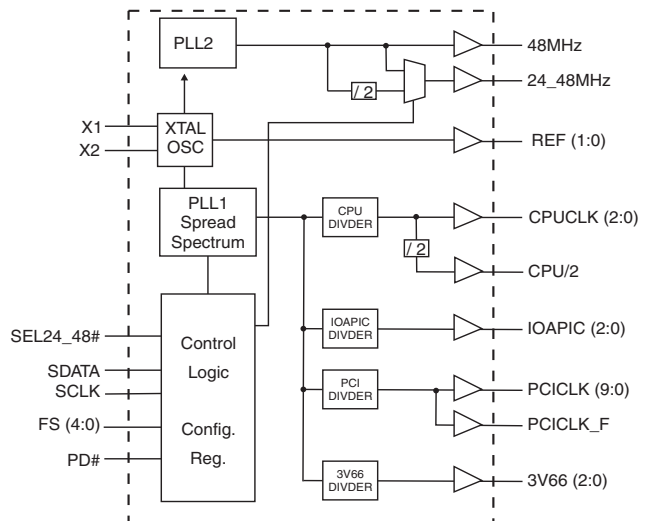 PLL2
48MHz
/ 2
24_48MHz
X1
X2
XTAL
OSC
REF (1:0)
PLL1
Spread
Spectrum
CPU
DIVDER
CPUCLK (2:0)
/ 2
CPU/2
SEL24_48#
SDATA
SCLK
FS (4:0)
PD#
Control
Logic
Config.
Reg.
IOAPIC
DIVDER
IOAPIC (2:0)
PCI
DIVDER
PCICLK (9:0)
PCICLK_F
3V66
DIVDER
3V66 (2:0)